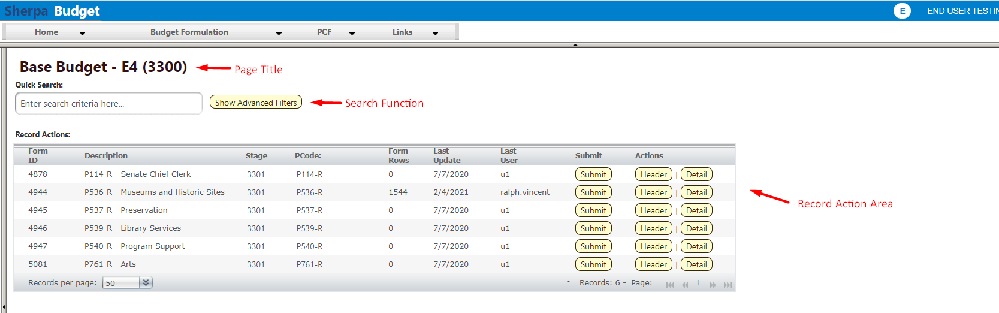 Sherpa Budget
E END USER TESTIN
Home Budget Formulation PCF Links
Base Budget - E4 (3300)
Page Title
Quick Search:
Enter search criteria here...
Show Advanced Filters
Search Function
Record Actions:
Form ID Description Stage PCode: Form Rows Last Update Last User Submit Actions
4878 P114-R - Senate Chief Clerk 3301 P114-R 0 7/7/2020 u1 Submit Header | Detail
4944 P536-R - Museums and Historic Sites 3301 P536-R 1544 2/4/2021 ralph.vincent Submit Header | Detail
Record Action Area
4945 P537-R - Preservation 3301 P537-R 0 7/7/2020 u1 Submit Header | Detail
4946 P539-R - Library Services 3301 P539-R 0 7/7/2020 u1 Submit Header | Detail
4947 P540-R - Program Support 3301 P540-R 0 7/7/2020 u1 Submit Header | Detail
5081 P761-R - Arts 3301 P761-R 0 7/7/2020 u1 Submit Header | Detail
Records per page: 50 - Records: 6 - Page: 1